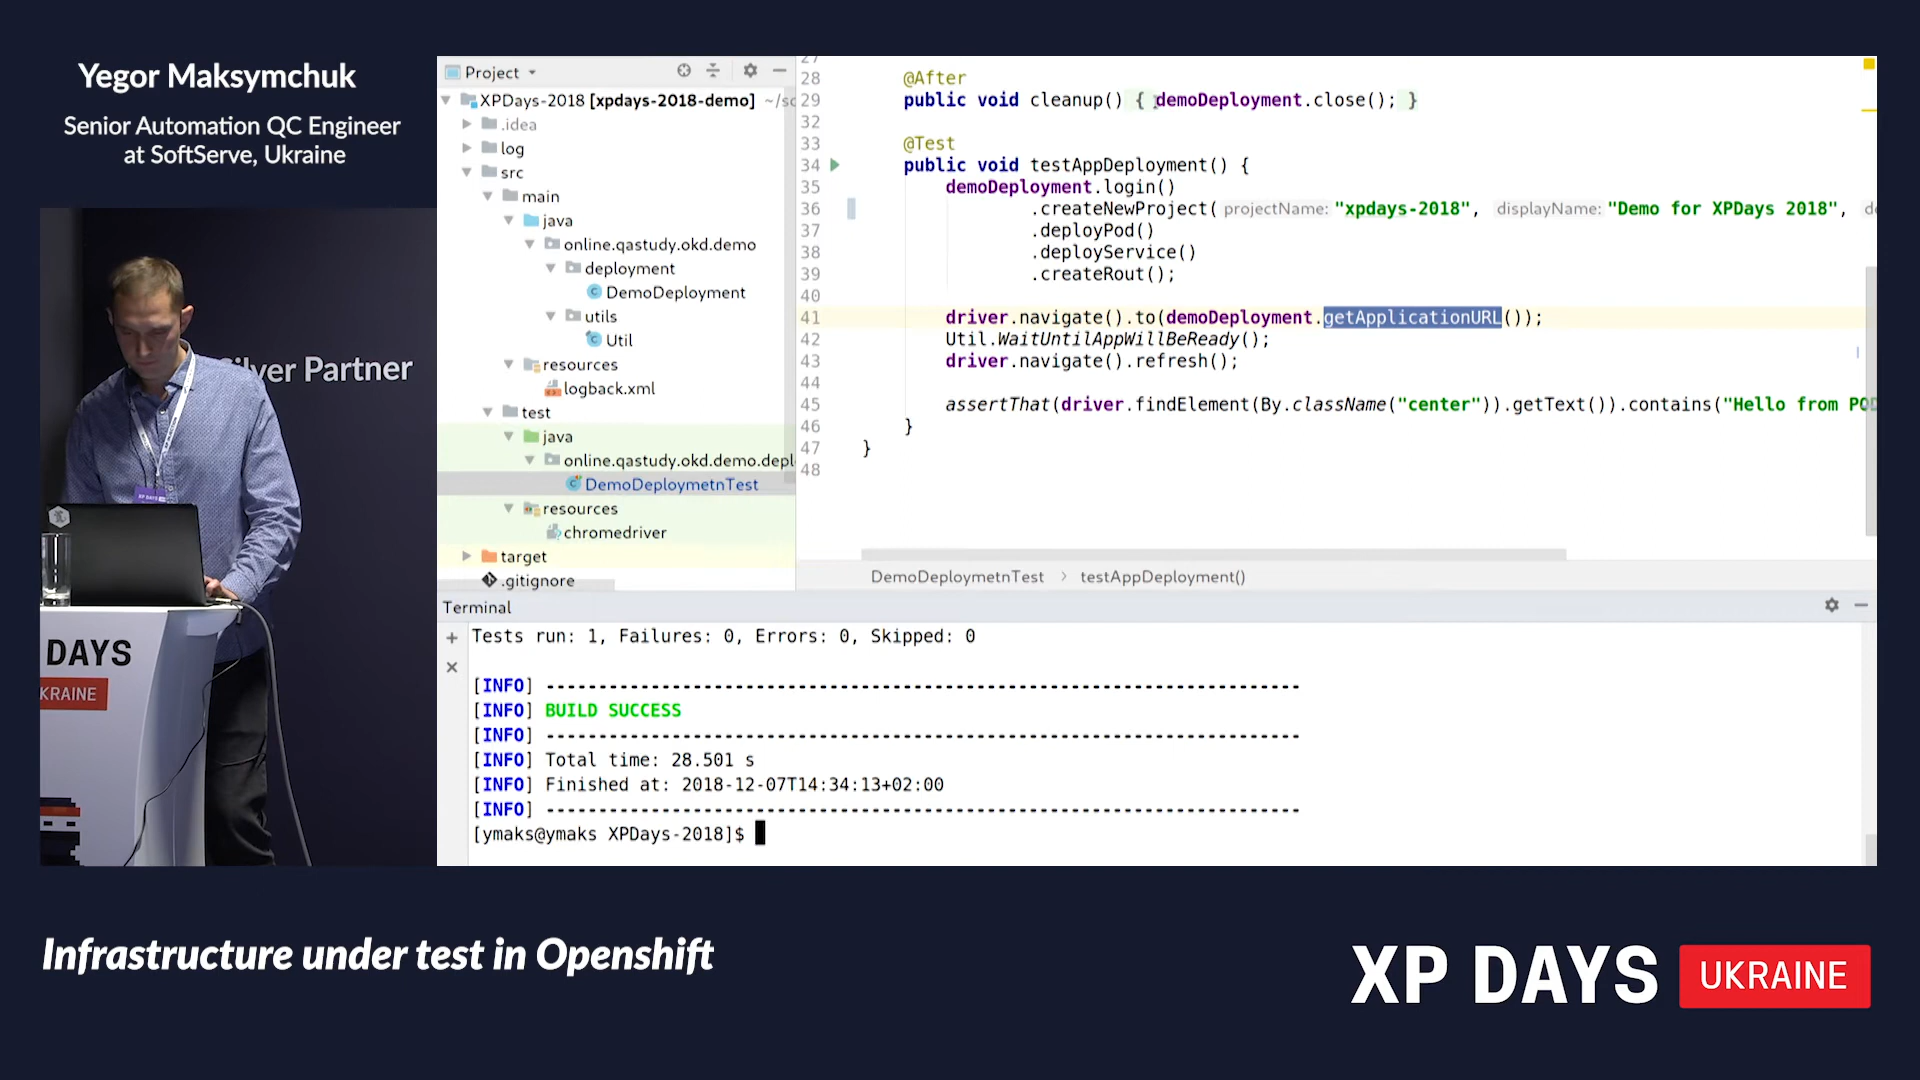 Yegor Maksymchuk
Senior Automation QC Engineer
at SoftServe, Ukraine
Partner
XP DAYS
DAYS
Project
XPDays-2018 [xpdays-2018-demo]
.idea
log
src
main
java
online.qastudy.okd.demo
deployment
DemoDeployment
utils
Util
resources
logback.xml
test
java
online.qastudy.okd.demo.depl
DemoDeploymetnTest
resources
chromedriver
target
.gitignore
27
28 @After
29 public void cleanup() { demoDeployment.close(); }
32
33 @Test
34 public void testAppDeployment() {
35 demoDeployment.login()
36 .createNewProject( projectName: "xpdays-2018", displayName: "Demo for XPDays 2018",
37 .deployPod()
38 .deployService()
39 .createRout();
40
41 driver.navigate().to(demoDeployment.getApplicationURL());
42 Util.WaitUntilAppWillBeReady();
43 driver.navigate().refresh();
44
45 assertThat(driver.findElement(By.className("center")).getText()).contains("Hello from POD
46 }
47 }
48
DemoDeploymetnTest > testAppDeployment()
Terminal
Tests run: 1, Failures: 0, Errors: 0, Skipped: 0
[INFO] ------------------------------------------------------------------------
[INFO] BUILD SUCCESS
[INFO] ------------------------------------------------------------------------
[INFO] Total time: 28.501 s
[INFO] Finished at: 2018-12-07T14:34:13+02:00
[INFO] ------------------------------------------------------------------------
[ymaks@ymaks XPDays-2018]$
Infrastructure under test in Openshift
XP DAYS UKRAINE